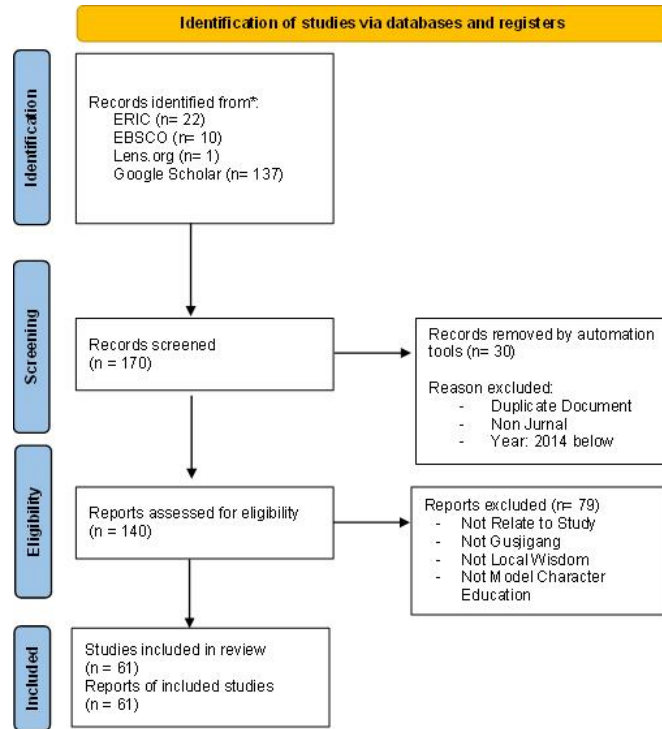 Identification of studies via databases and registers
Identification
Records identified from*:
ERIC (n= 22)
EBSCO (n= 10)
Lens.org (n= 1)
Google Scholar (n= 137)
Screening
Records screened
(n = 170)
Records removed by automation
tools (n= 30)
Reason excluded:
- Duplicate Document
- Non Jurnal
- Year: 2014 below
Eligibility
Reports assessed for eligibility
(n = 140)
Reports excluded (n= 79)
- Not Relate to Study
- Not Gusjigang
- Not Local Wisdom
- Not Model Character
Education
Included
Studies included in review
(n = 61)
Reports of included studies
(n = 61)